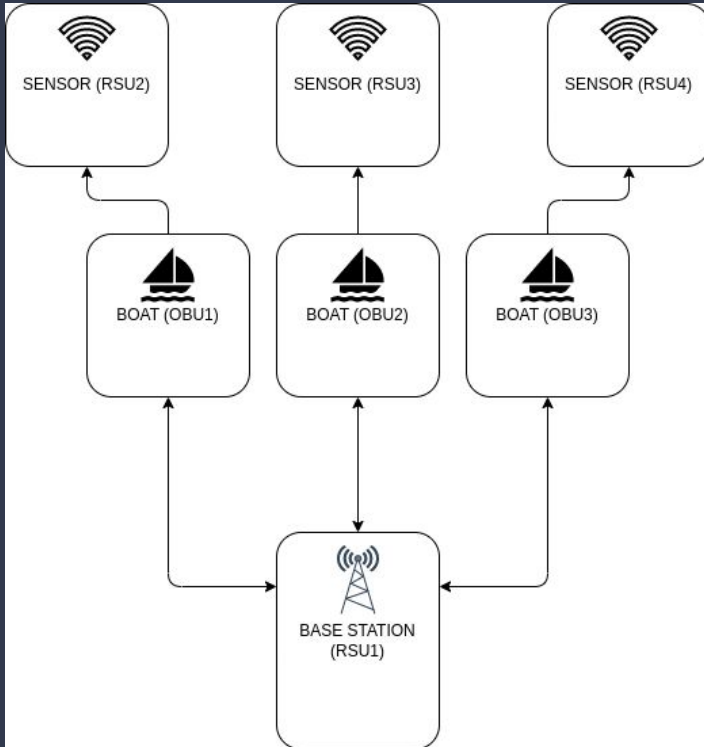 SENSOR (RSU2)
SENSOR (RSU3)
SENSOR (RSU4)
BOAT (OBU1)
BOAT (OBU2)
BOAT (OBU3)
BASE STATION
(RSU1)